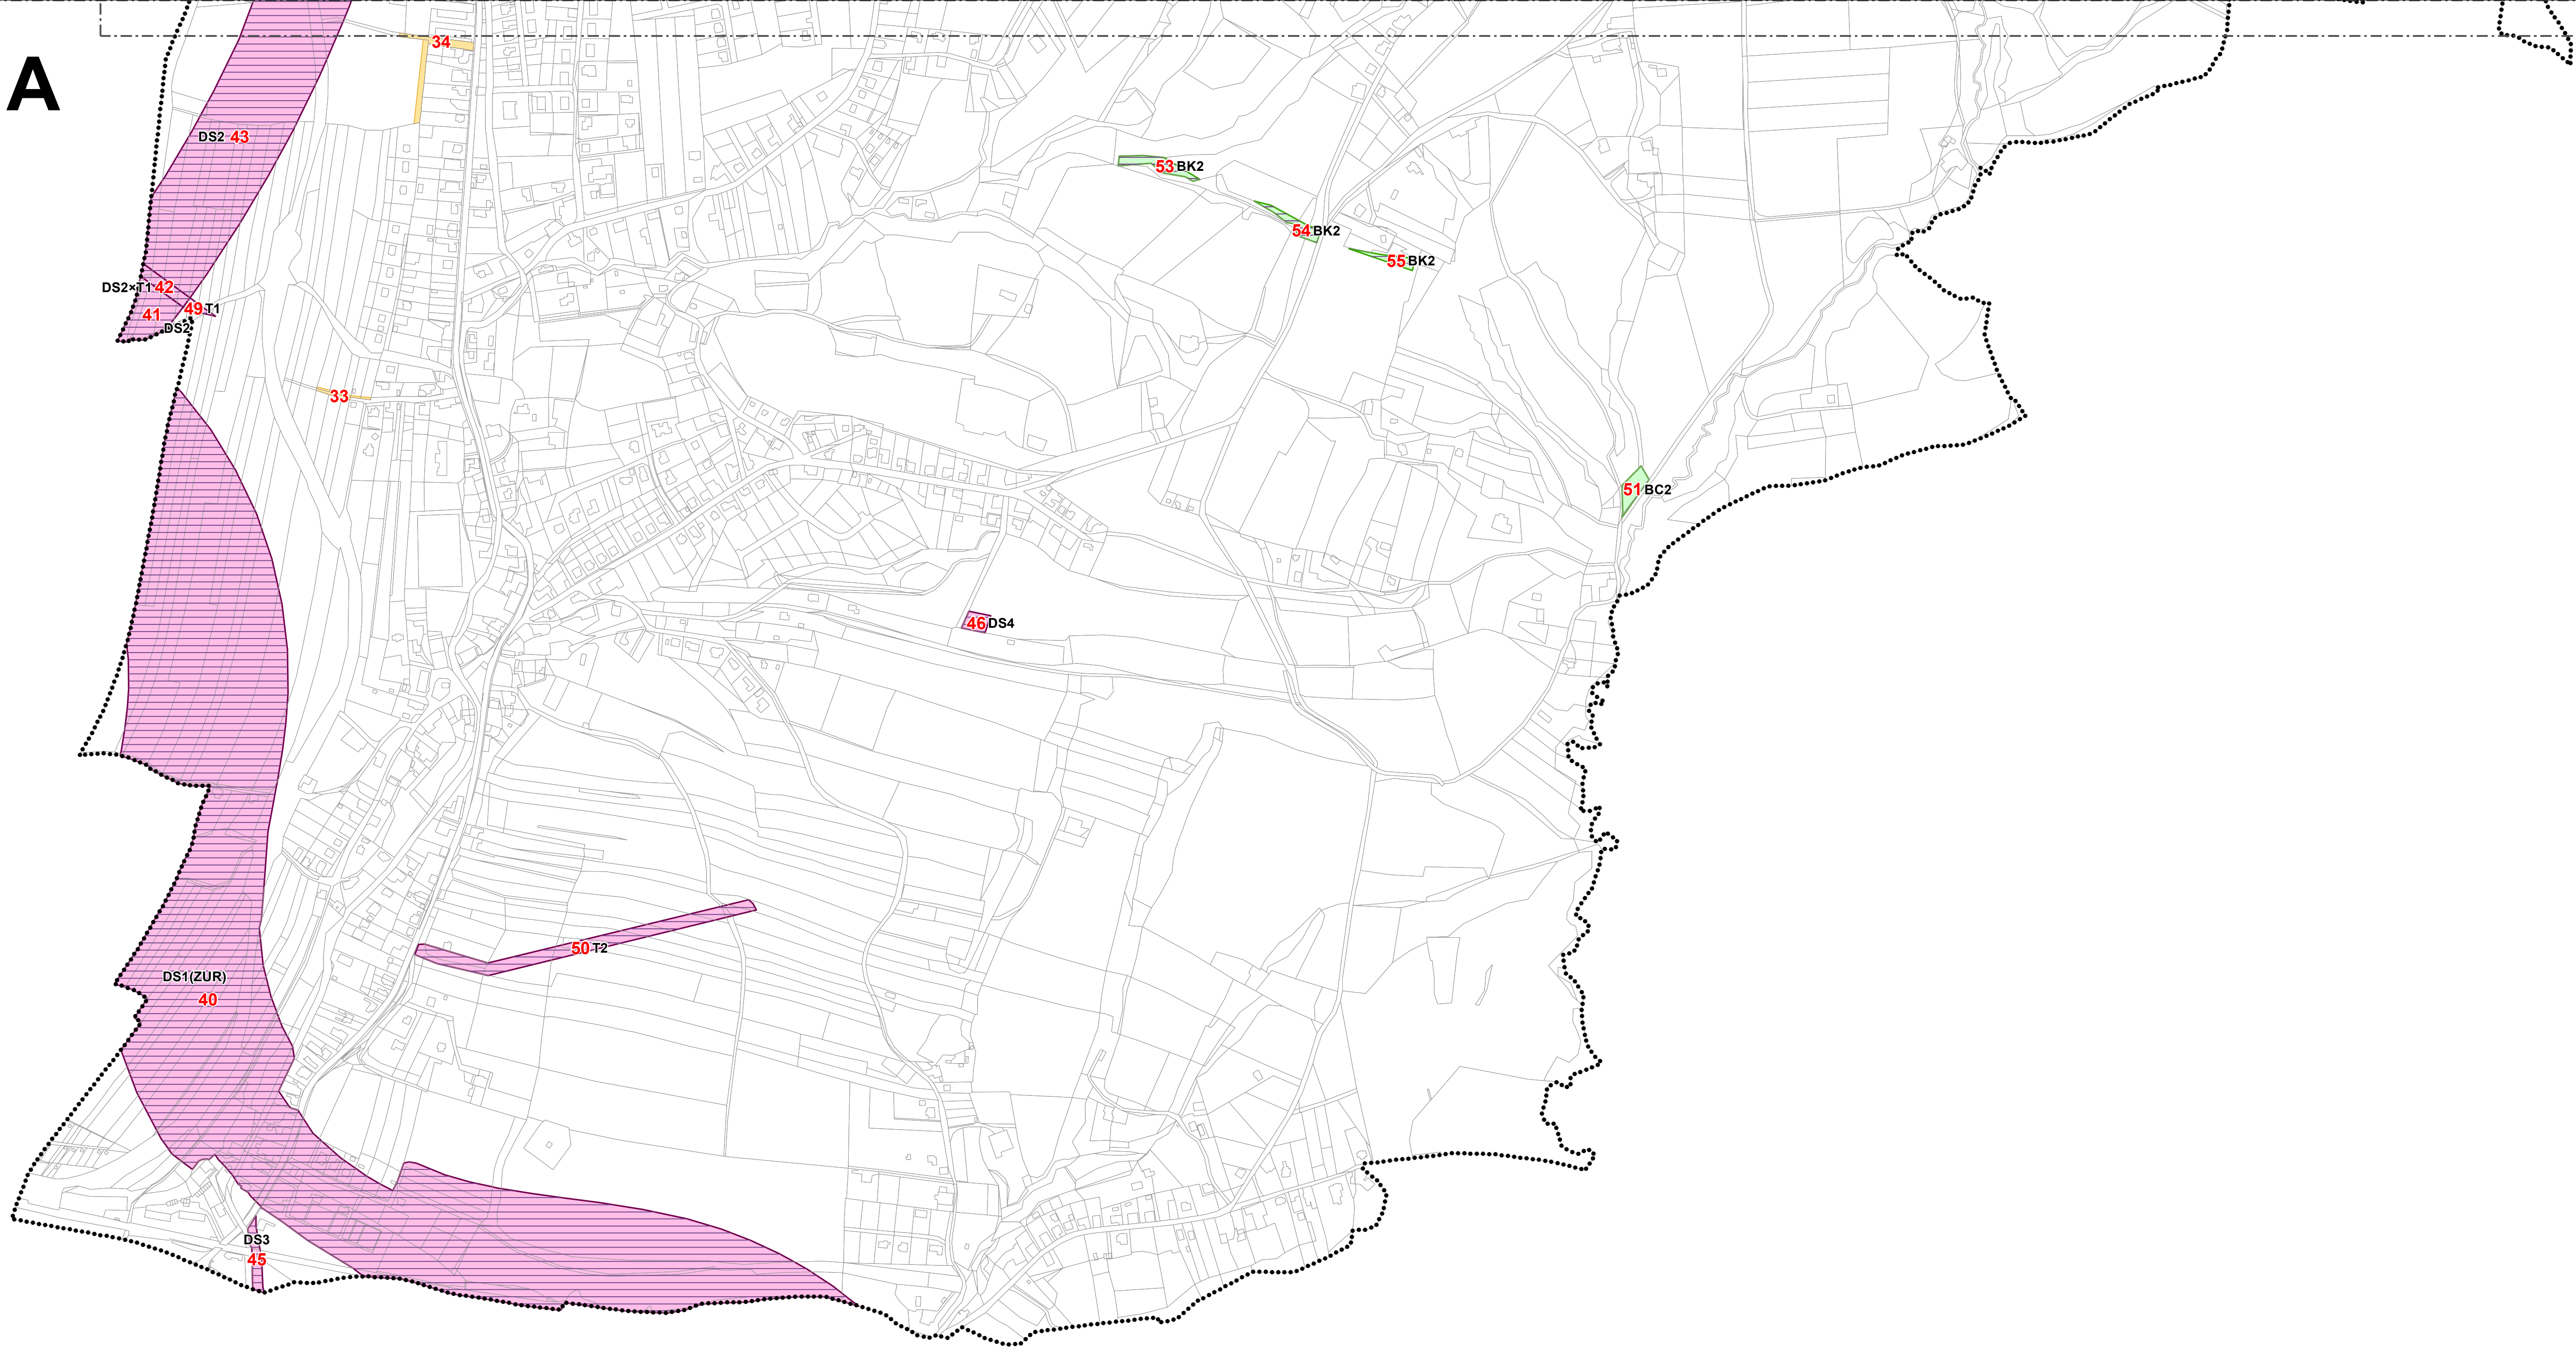 34
A
DS2 43
53 BK2
54 BK2
55 BK2
DS2×T1 42
49 T1
41
DS2
33
51 BC2
46 DS4
50 T2
DS1(ZUR)
40
DS3
45